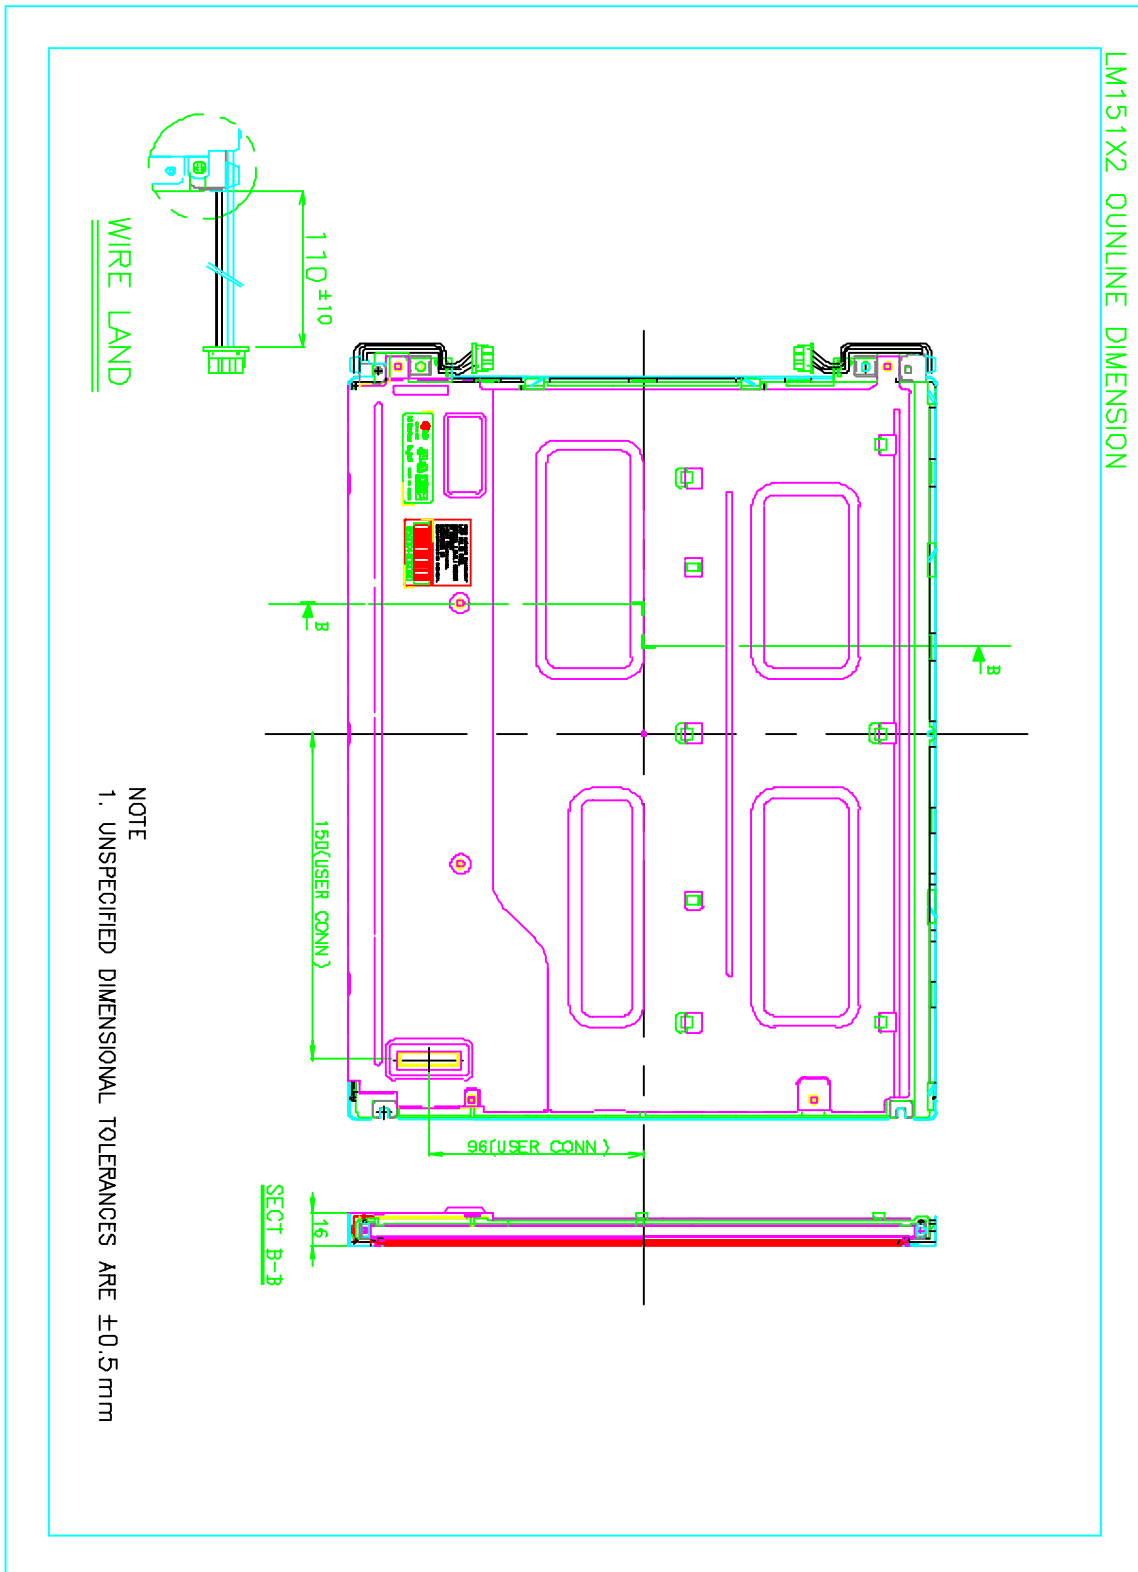 LM151X2 OUNLINE DIMENSION
110 ±10
WIRE LAND
B
B
150(USER CONN)
96(USER CONN)
SECT B-B
16
NOTE
1. UNSPECIFIED DIMENSIONAL TOLERANCES ARE ±0.5mm